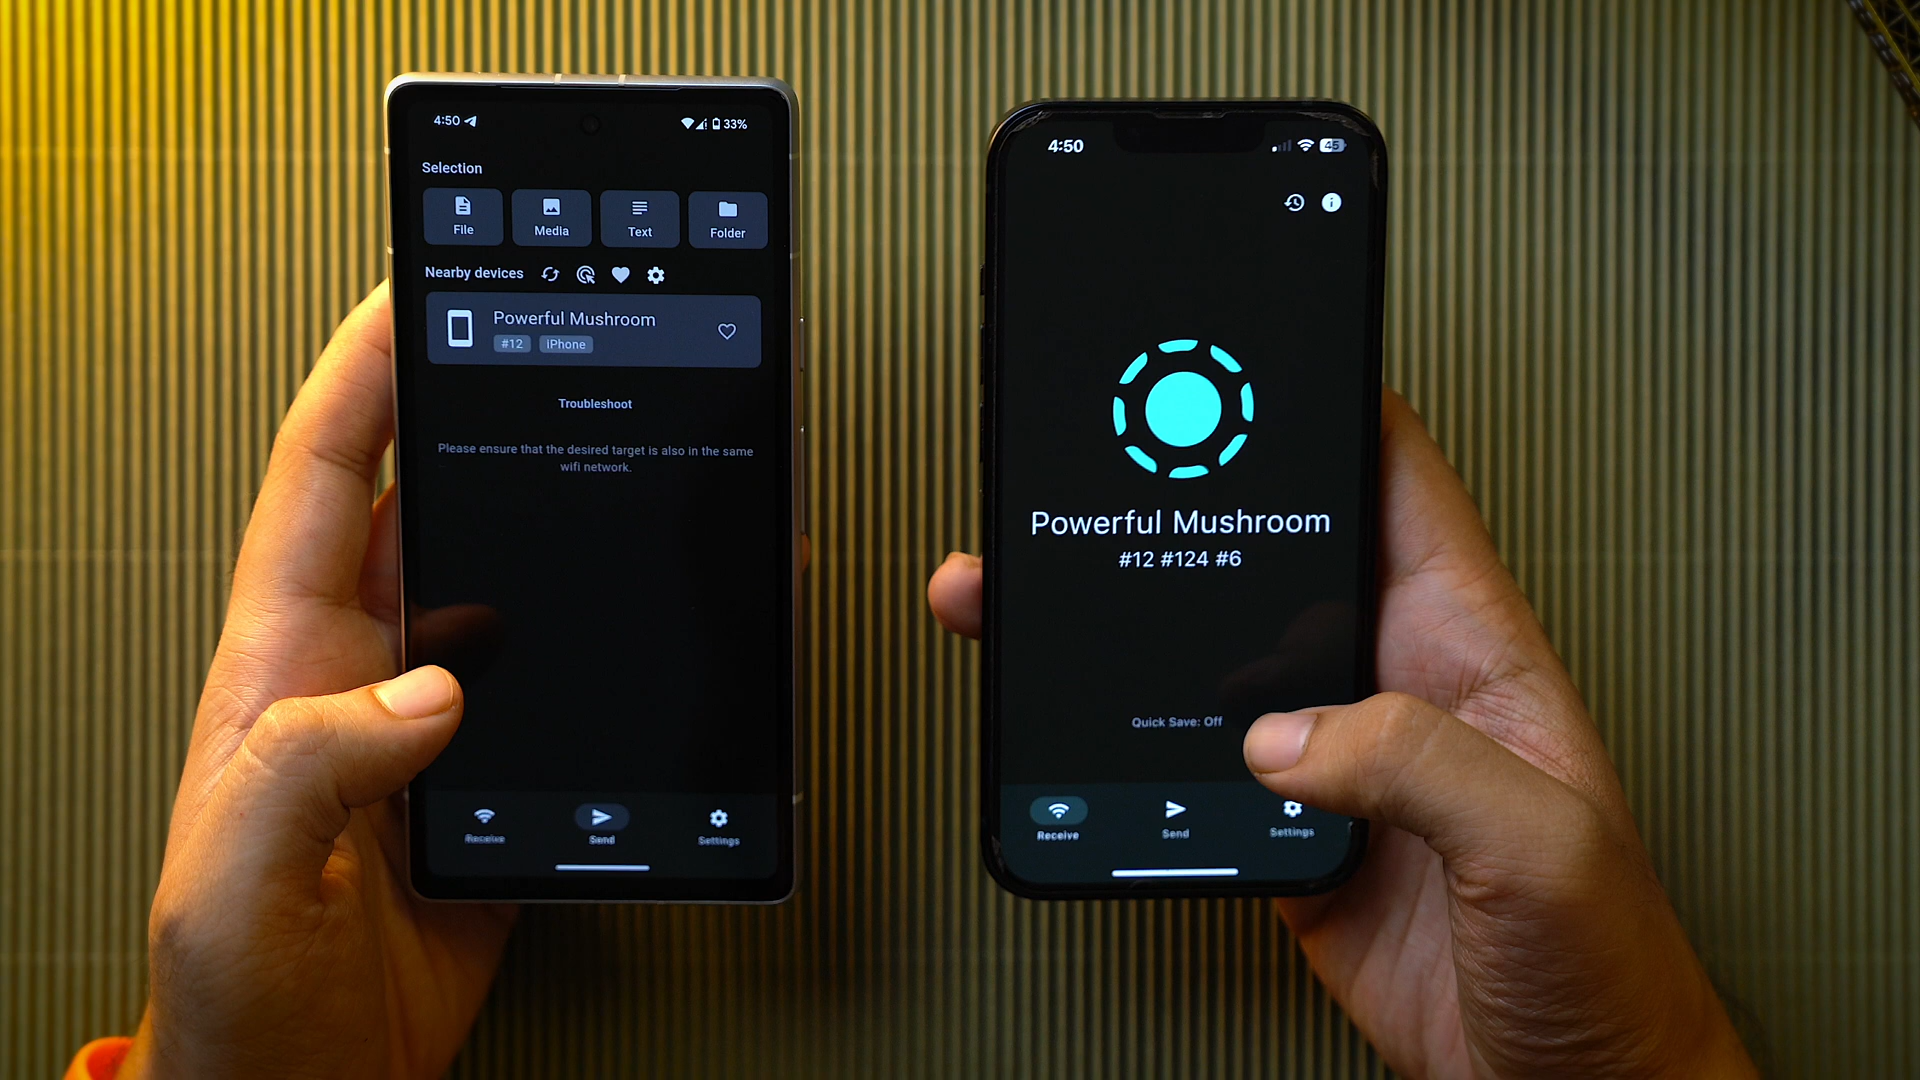 4:50
33%
Selection
File
Media
Text
Folder
Nearby devices
Powerful Mushroom
#12
iPhone
Troubleshoot
Please ensure that the desired target is also in the same
wifi network.
Receive
Send
Settings
4:50
45
Powerful Mushroom
#12 #124 #6
Quick Save: Off
Receive
Send
Settings